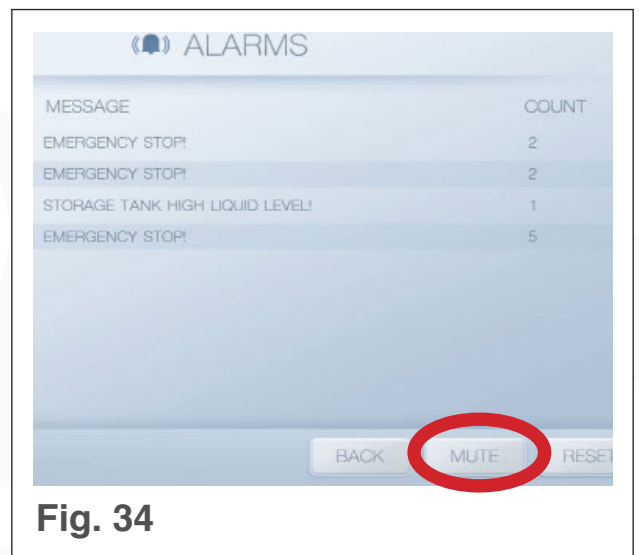 ALARMS
MESSAGE COUNT
EMERGENCY STOP! 2
EMERGENCY STOP! 2
STORAGE TANK HIGH LIQUID LEVEL! 1
EMERGENCY STOP! 5
BACK MUTE RESET
Fig. 34